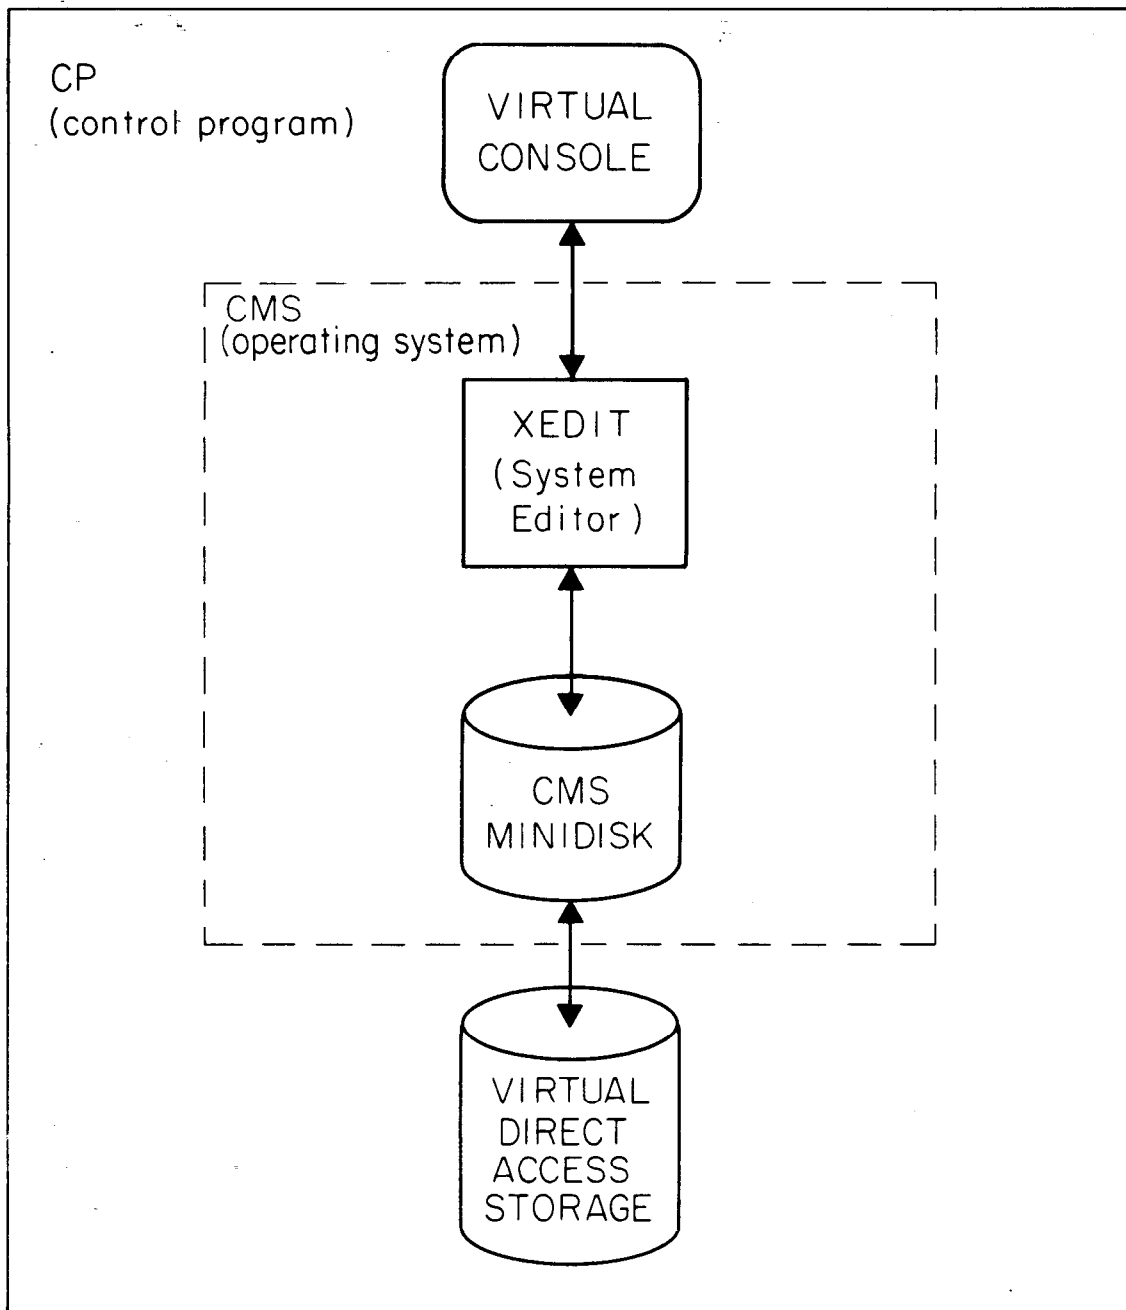 CP
(control program)
VIRTUAL
CONSOLE
CMS
(operating system)
XEDIT
(System
Editor)
CMS
MINIDISK
VIRTUAL
DIRECT
ACCESS
STORAGE